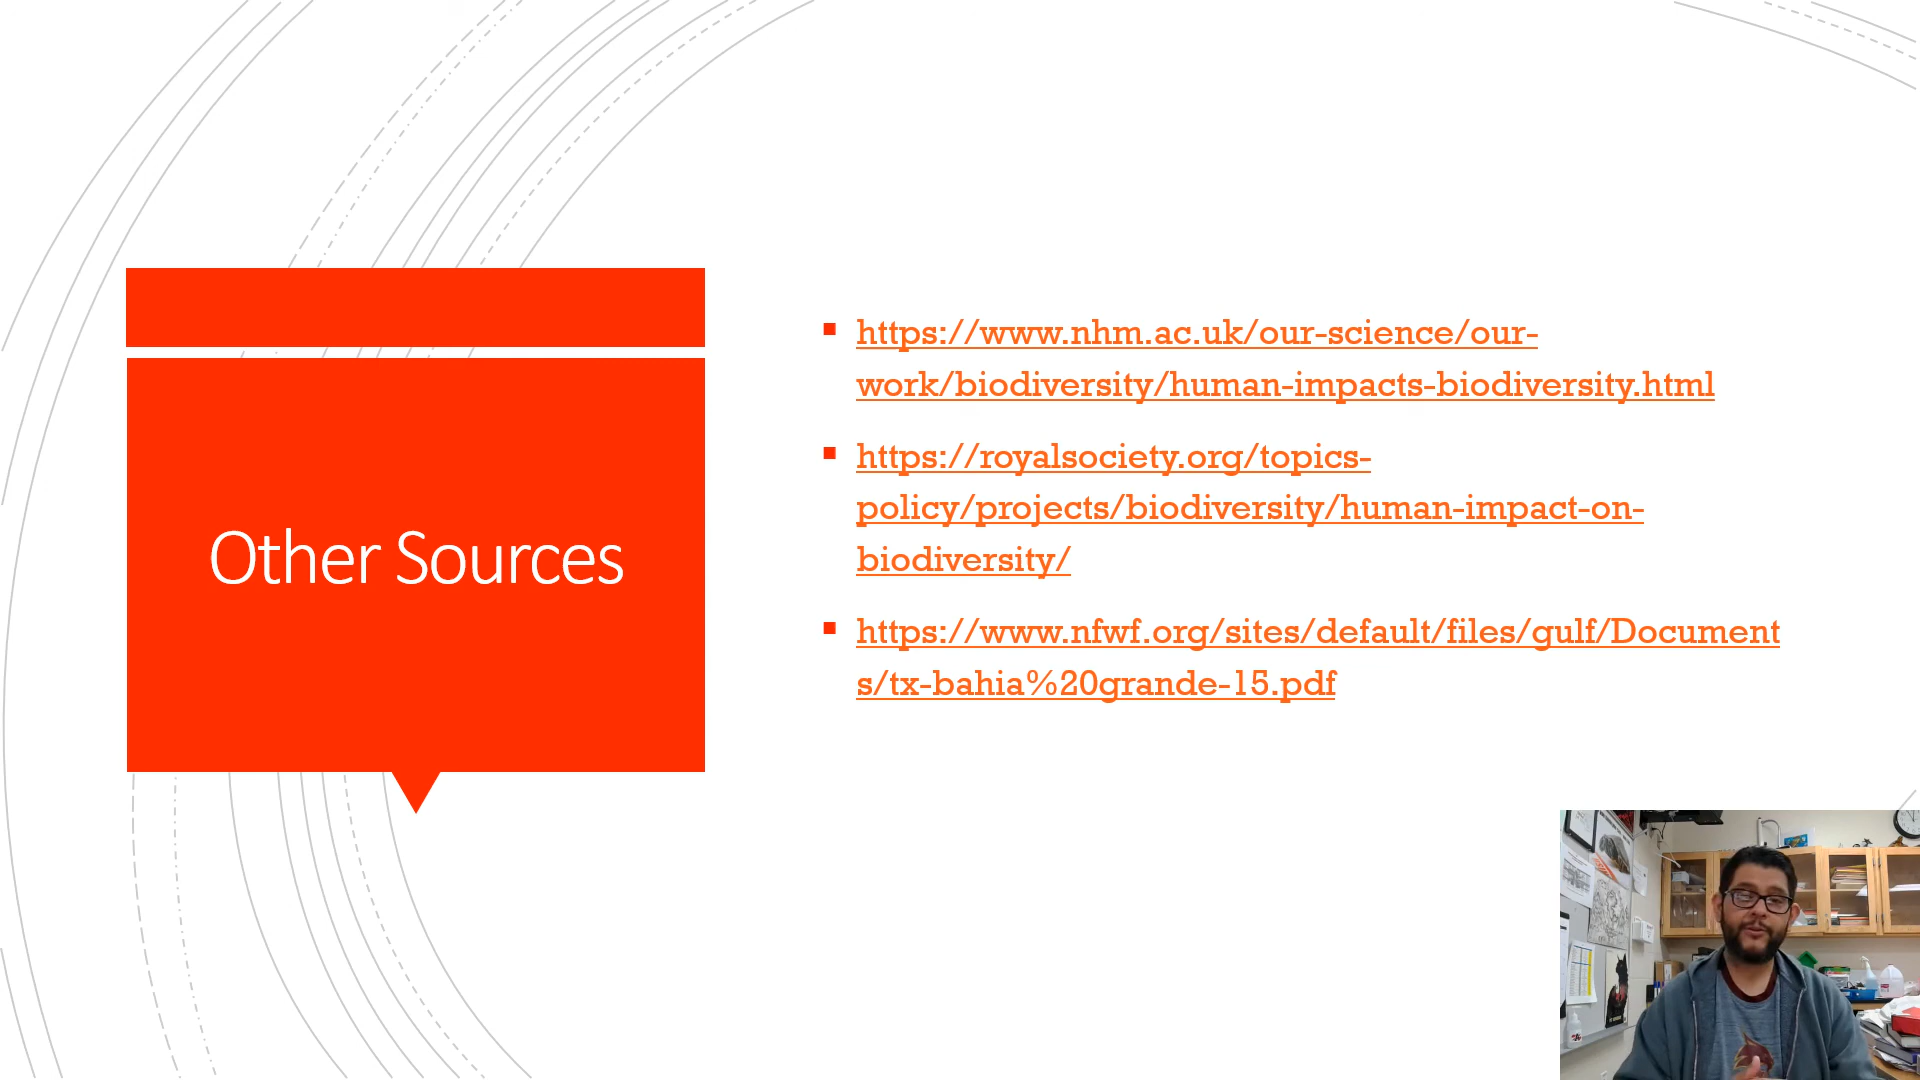 Other Sources
https://www.nhm.ac.uk/our-science/our-
work/biodiversity/human-impacts-biodiversity.html
https://royalsociety.org/topics-
policy/projects/biodiversity/human-impact-on-
biodiversity/
https://www.nfwf.org/sites/default/files/gulf/Document
s/tx-bahia%20grande-15.pdf